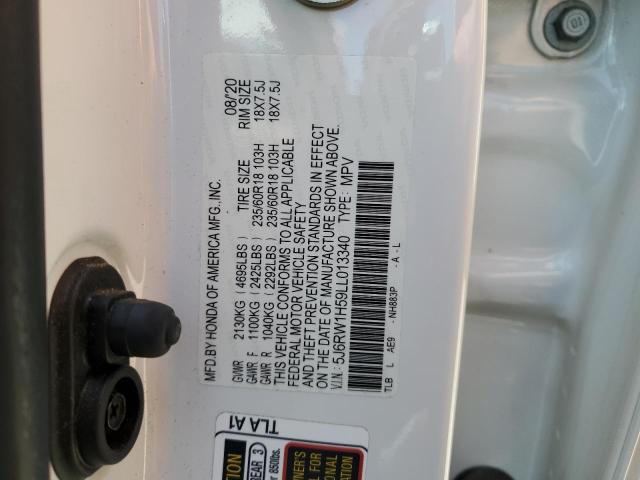 MFD.BY HONDA OF AMERICA MFG.,INC. 08/'20
GVWR 2130KG (4695LBS) TIRE SIZE RIM SIZE
GAWR F 1100KG (2425LBS) 235/60R18 103H 18X7.5J
GAWR R 1040KG (2292LBS) 235/60R18 103H 18X7.5J
THIS VEHICLE CONFORMS TO ALL APPLICABLE
FEDERAL MOTOR VEHICLE SAFETY
AND THEFT PREVENTION STANDARDS IN EFFECT
ON THE DATE OF MANUFACTURE SHOWN ABOVE.
V.I.N.: 5J6RW1H59LL013340 TYPE: MPV
TLB L AE9 -NH883P -A-L
TLA A1
REAR 3
850lbs.